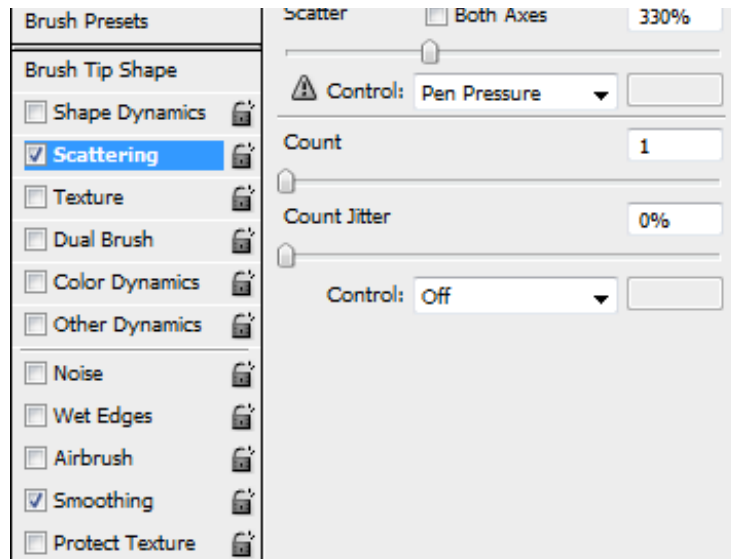 Brush Presets
Brush Tip Shape
Shape Dynamics
Scattering
Texture
Dual Brush
Color Dynamics
Other Dynamics
Noise
Wet Edges
Airbrush
Smoothing
Protect Texture
Scatter Both Axes 330%
Control: Pen Pressure
Count 1
Count Jitter 0%
Control: Off